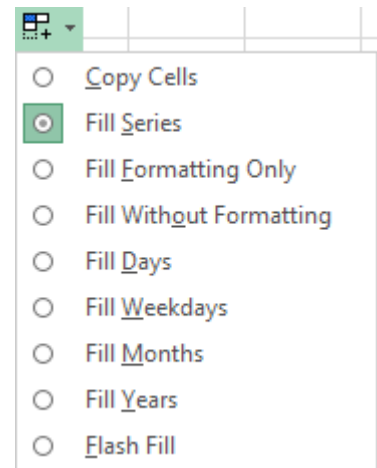 Copy Cells
Fill Series
Fill Formatting Only
Fill Without Formatting
Fill Days
Fill Weekdays
Fill Months
Fill Years
Flash Fill